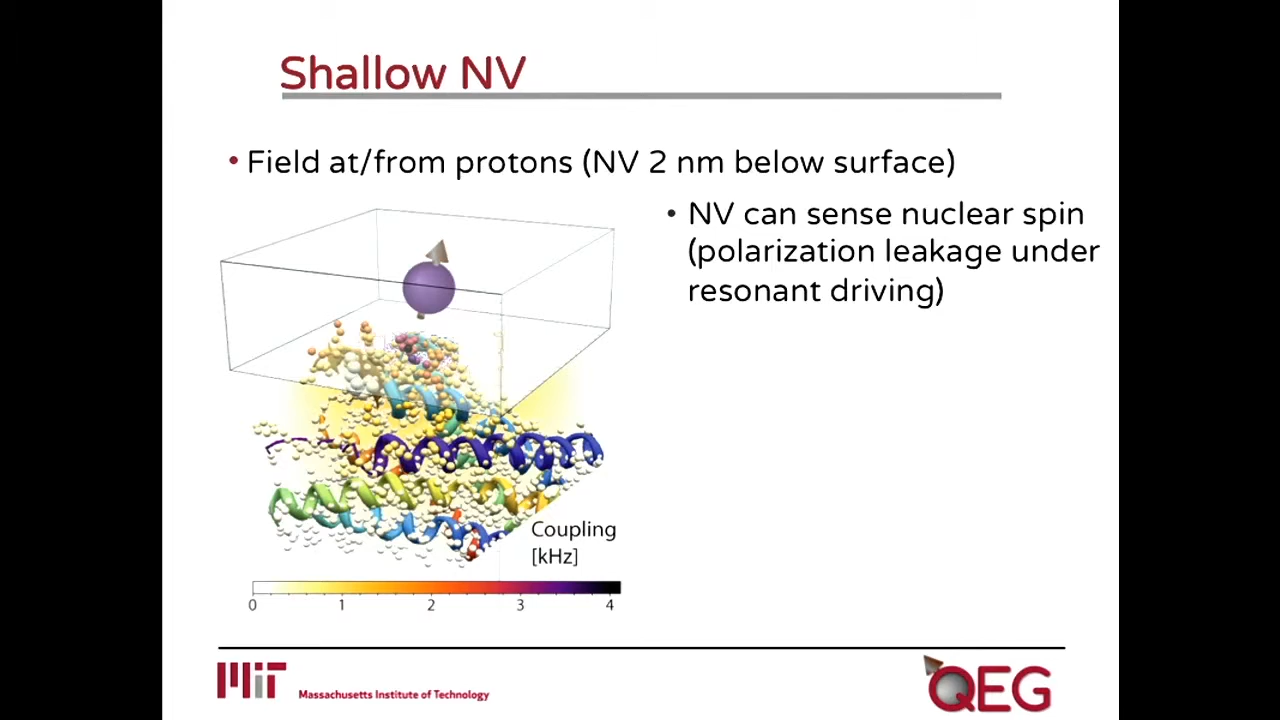 Shallow NV
• Field at/from protons (NV 2 nm below surface)
• NV can sense nuclear spin
(polarization leakage under
resonant driving)
Coupling
[kHz]
0 1 2 3 4
MIT Massachusetts Institute of Technology
QEG